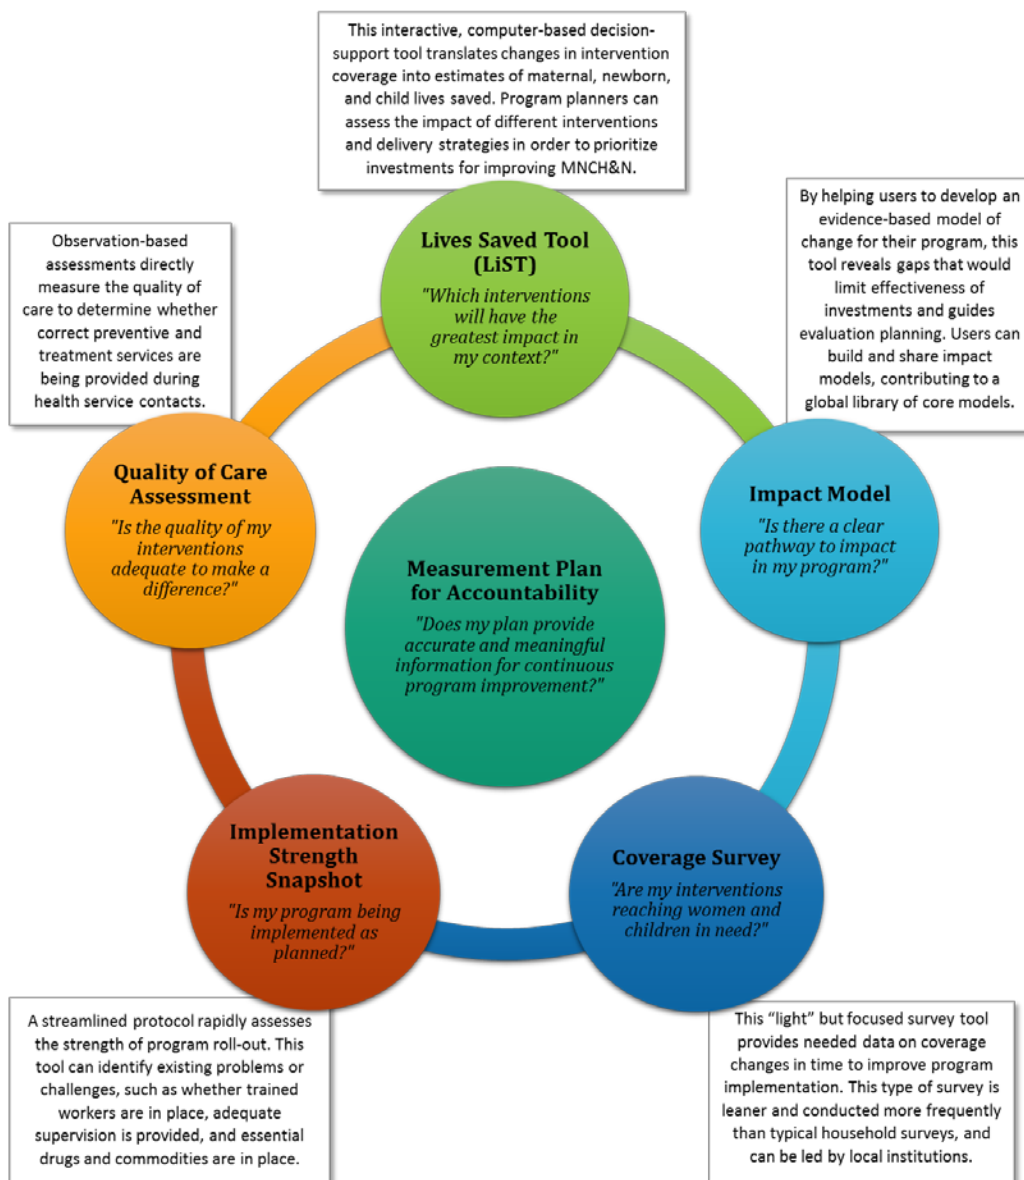 This interactive, computer-based decision-
support tool translates changes in intervention
coverage into estimates of maternal, newborn,
and child lives saved. Program planners can
assess the impact of different interventions
and delivery strategies in order to prioritize
investments for improving MNCH&N.
Lives Saved Tool
(LiST)
"Which interventions
will have the
greatest impact in
my context?"
By helping users to develop an
evidence-based model of
change for their program, this
tool reveals gaps that would
limit effectiveness of
investments and guides
evaluation planning. Users can
build and share impact
models, contributing to a
global library of core models.
Impact Model
"Is there a clear
pathway to impact
in my program?"
Observation-based
assessments directly
measure the quality of
care to determine whether
correct preventive and
treatment services are
being provided during
health service contacts.
Quality of Care
Assessment
"Is the quality of my
interventions
adequate to make a
difference?"
Measurement Plan
for Accountability
"Does my plan provide
accurate and meaningful
information for continuous
program improvement?"
Implementation
Strength
Snapshot
"Is my program being
implemented as
planned?"
A streamlined protocol rapidly assesses
the strength of program roll-out. This
tool can identify existing problems or
challenges, such as whether trained
workers are in place, adequate
supervision is provided, and essential
drugs and commodities are in place.
Coverage Survey
"Are my interventions
reaching women and
children in need?"
This “light” but focused survey tool
provides needed data on coverage
changes in time to improve program
implementation. This type of survey is
leaner and conducted more frequently
than typical household surveys, and
can be led by local institutions.